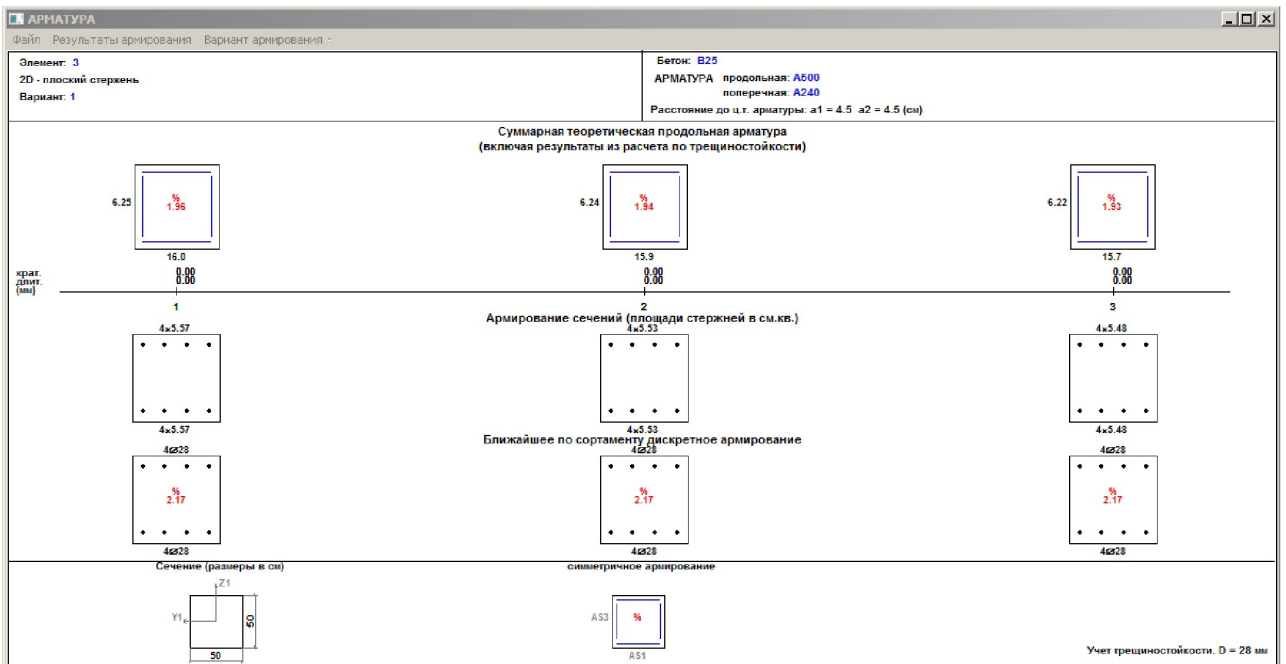 АРМАТУРА
Файл Результаты армирования Вариант армирования
Элемент: 3
2D - плоский стержень
Вариант: 1
Бетон: B25
АРМАТУРА продольная: A500
поперечная: A240
Расстояние до ц.т. арматуры: a1 = 4.5 a2 = 4.5 (см)
Суммарная теоретическая продольная арматура
(включая результаты из расчета по трещиностойкости)
6.25 % 1.96 6.24 % 1.94 6.22 % 1.93
16.0 15.9 15.7
крат. 0.00 0.00 0.00
длит. 0.00 0.00 0.00
(мм)
1 2 3
Армирование сечений (площади стержней в см.кв.)
4x5.57 4x5.53 4x5.48
4x5.57 4x5.53 4x5.48
Ближайшее по сортаменту дискретное армирование
4⌀28 4⌀28 4⌀28
% % %
2.17 2.17 2.17
4⌀28 4⌀28 4⌀28
Сечение (размеры в см) симметричное армирование
Z1
Y1 50 AS3 %
50 AS1
Учет трещиностойкости. D = 28 мм